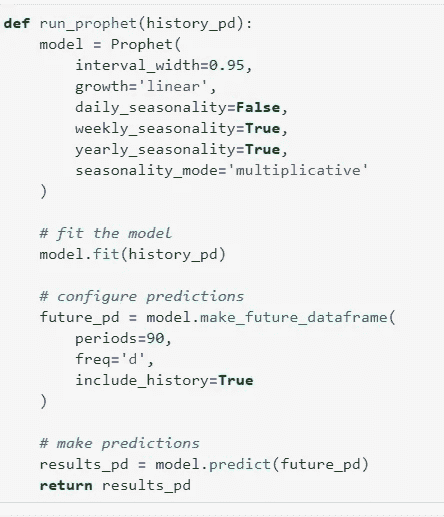 def run_prophet(history_pd):
    model = Prophet(
        interval_width=0.95,
        growth='linear',
        daily_seasonality=False,
        weekly_seasonality=True,
        yearly_seasonality=True,
        seasonality_mode='multiplicative'
    )

    # fit the model
    model.fit(history_pd)

    # configure predictions
    future_pd = model.make_future_dataframe(
        periods=90,
        freq='d',
        include_history=True
    )

    # make predictions
    results_pd = model.predict(future_pd)
    return results_pd